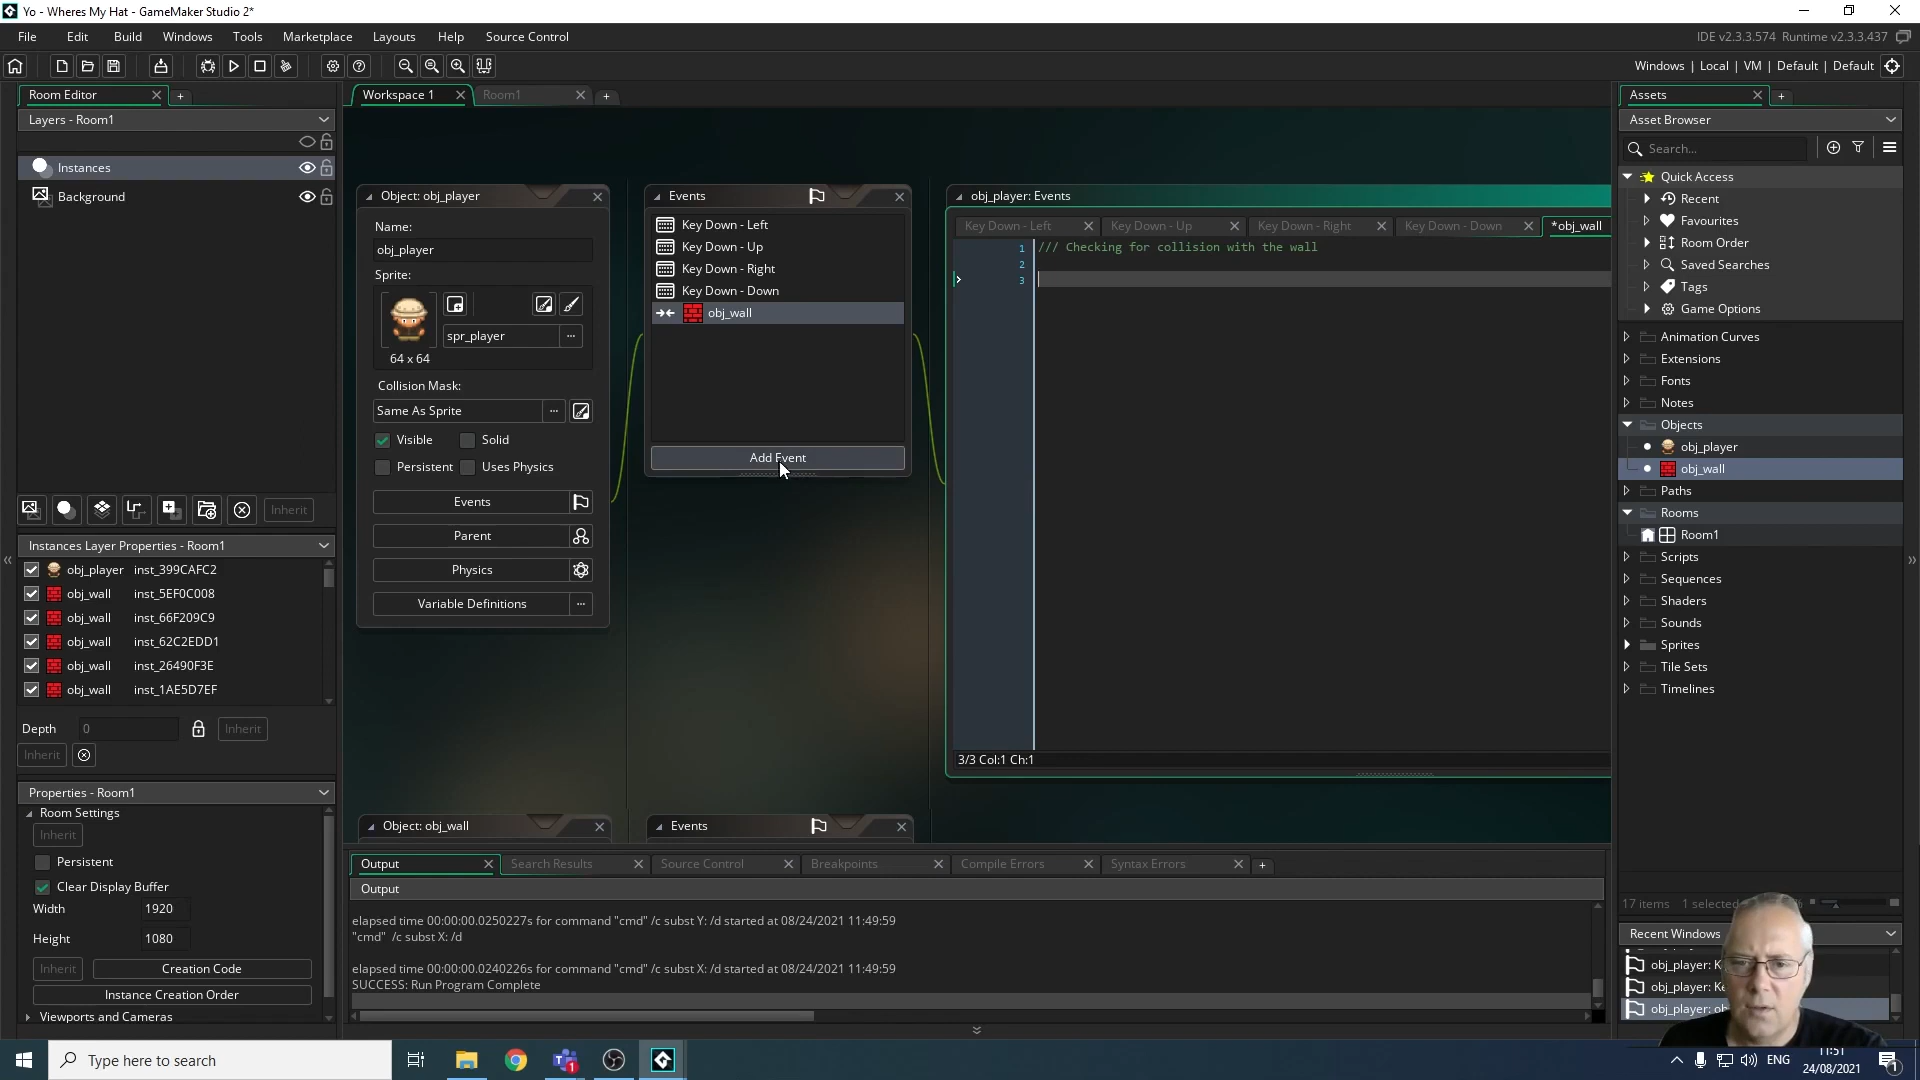 Yo - Wheres My Hat - GameMaker Studio 2*
File Edit Build Windows Tools Marketplace Layouts Help Source Control
IDE v2.3.3.574 Runtime v2.3.3.437
Windows | Local | VM | Default | Default
Room Editor
Layers - Room1
Instances
Background
Inherit
Instances Layer Properties - Room1
obj_player inst_399CAFC2
obj_wall inst_5EF0C008
obj_wall inst_66F209C9
obj_wall inst_62C2EDD1
obj_wall inst_26490F3E
obj_wall inst_1AE5D7EF
Depth 0 Inherit
Inherit
Properties - Room1
Room Settings
Inherit
Persistent
Clear Display Buffer
Width 1920
Height 1080
Inherit Creation Code
Instance Creation Order
Viewports and Cameras
Workspace 1 Room1
Object: obj_player
Name:
obj_player
Sprite:
spr_player
64 x 64
Collision Mask:
Same As Sprite
Visible Solid
Persistent Uses Physics
Events
Parent
Physics
Variable Definitions
Events
Key Down - Left
Key Down - Up
Key Down - Right
Key Down - Down
obj_wall
Add Event
obj_player: Events
Key Down - Left Key Down - Up Key Down - Right Key Down - Down *obj_wall
1 /// Checking for collision with the wall
2
3
3/3 Col:1 Ch:1
Object: obj_wall
Events
Output Search Results Source Control Breakpoints Compile Errors Syntax Errors
Output
elapsed time 00:00:00.0250227s for command "cmd" /c subst Y: /d started at 08/24/2021 11:49:59
"cmd" /c subst X: /d
elapsed time 00:00:00.0240226s for command "cmd" /c subst X: /d started at 08/24/2021 11:49:59
SUCCESS: Run Program Complete
Assets
Asset Browser
Search...
Quick Access
Recent
Favourites
Room Order
Saved Searches
Tags
Game Options
Animation Curves
Extensions
Fonts
Notes
Objects
obj_player
obj_wall
Paths
Rooms
Room1
Scripts
Sequences
Shaders
Sounds
Sprites
Tile Sets
Timelines
17 items 1 selected
Recent Windows
obj_player:
obj_player:
obj_player:
Type here to search
ENG
11:51
24/08/2021